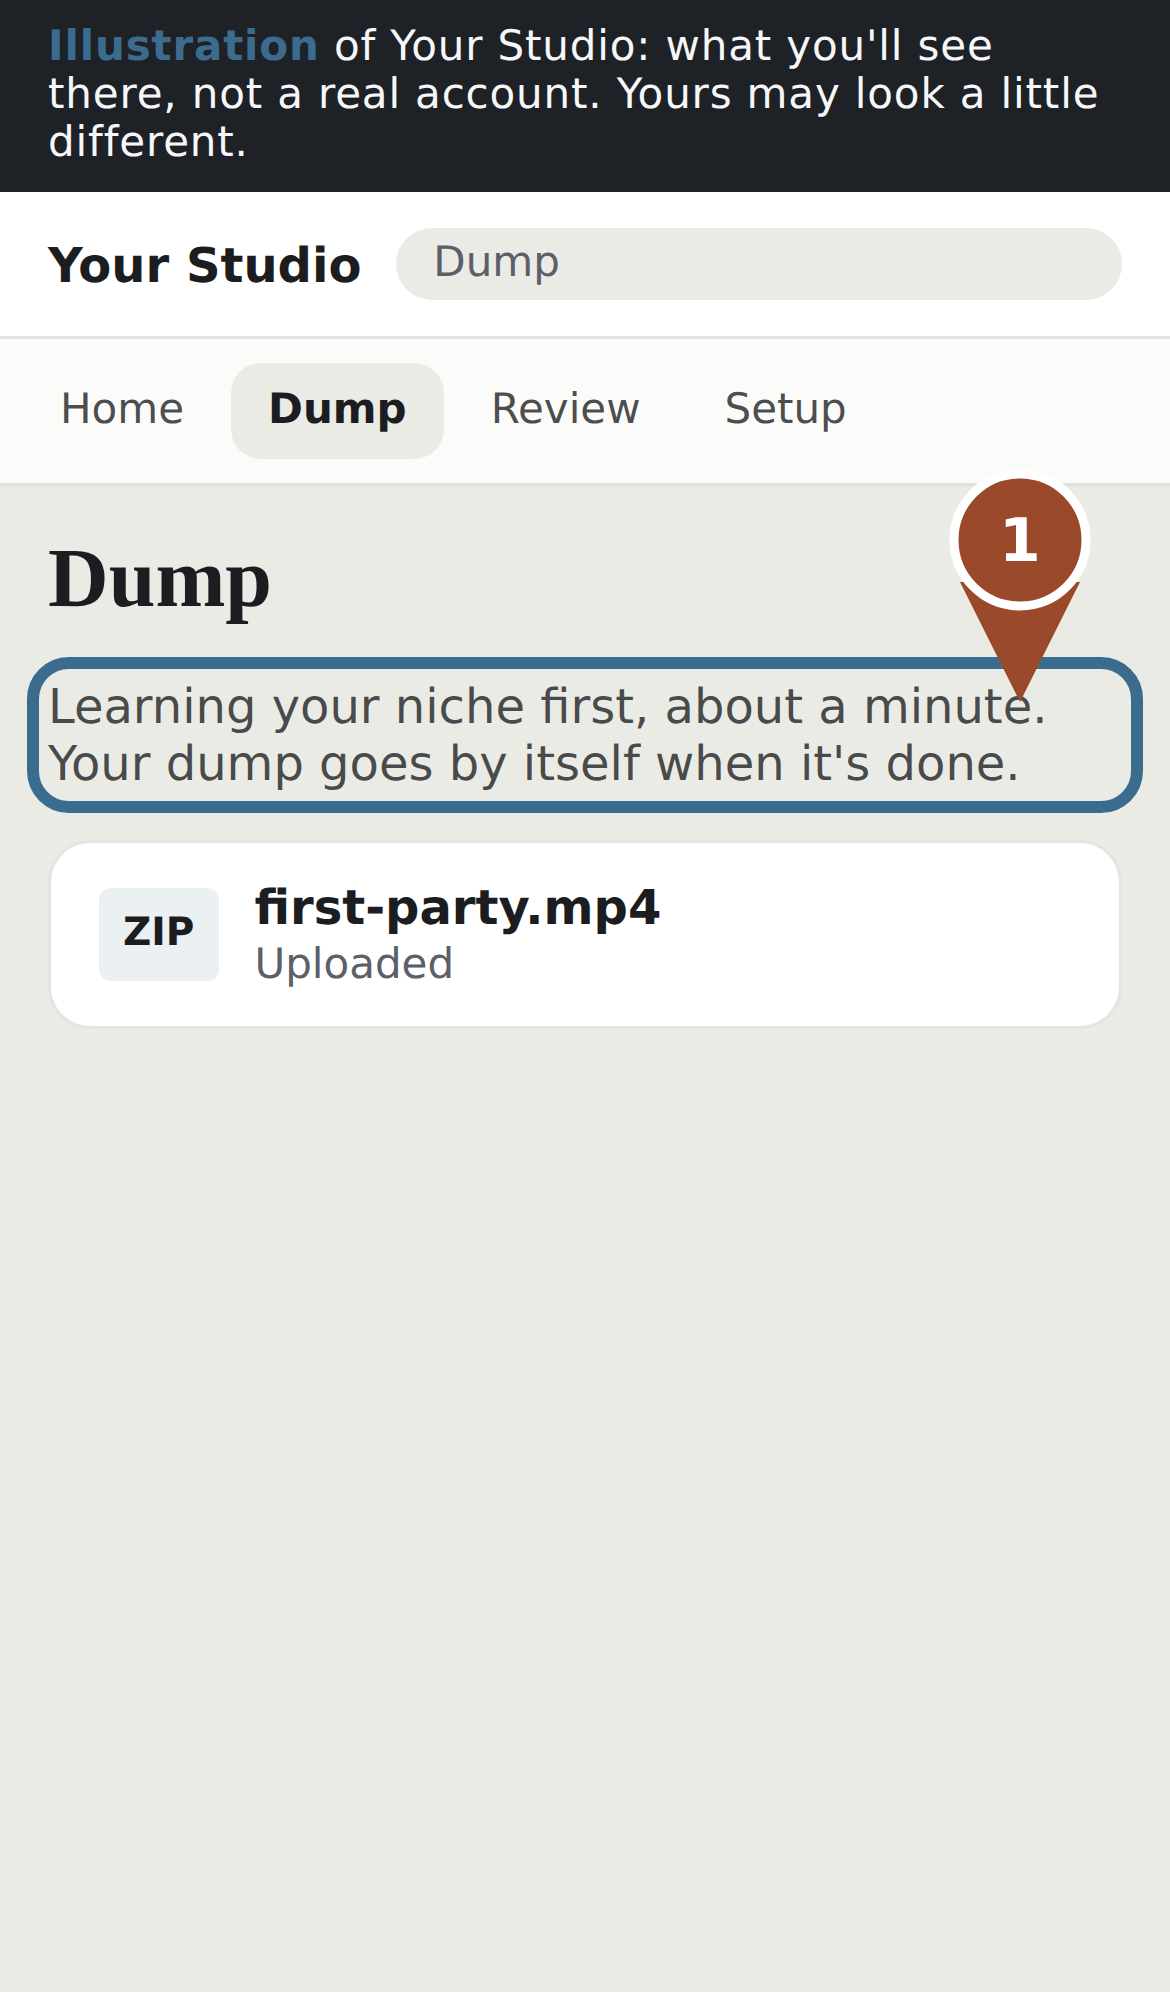 Illustration of Your Studio: what you'll see
there, not a real account. Yours may look a little
different.
Your Studio
Dump
Home
Dump
Review
Setup
1
Dump
Learning your niche first, about a minute.
Your dump goes by itself when it's done.
ZIP
first-party.mp4
Uploaded